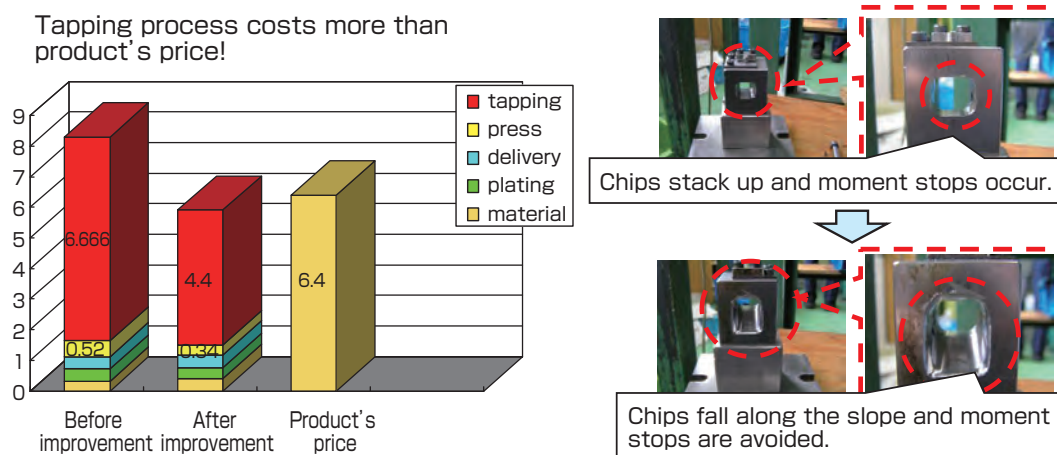 Tapping process costs more than
product's price!
9
8
7
6
5
4
3
2
1
0
6.666
0.52
4.4
0.34
6.4
tapping
press
delivery
plating
material
Before
improvement
After
improvement
Product's
price
Chips stack up and moment stops occur.
Chips fall along the slope and moment
stops are avoided.